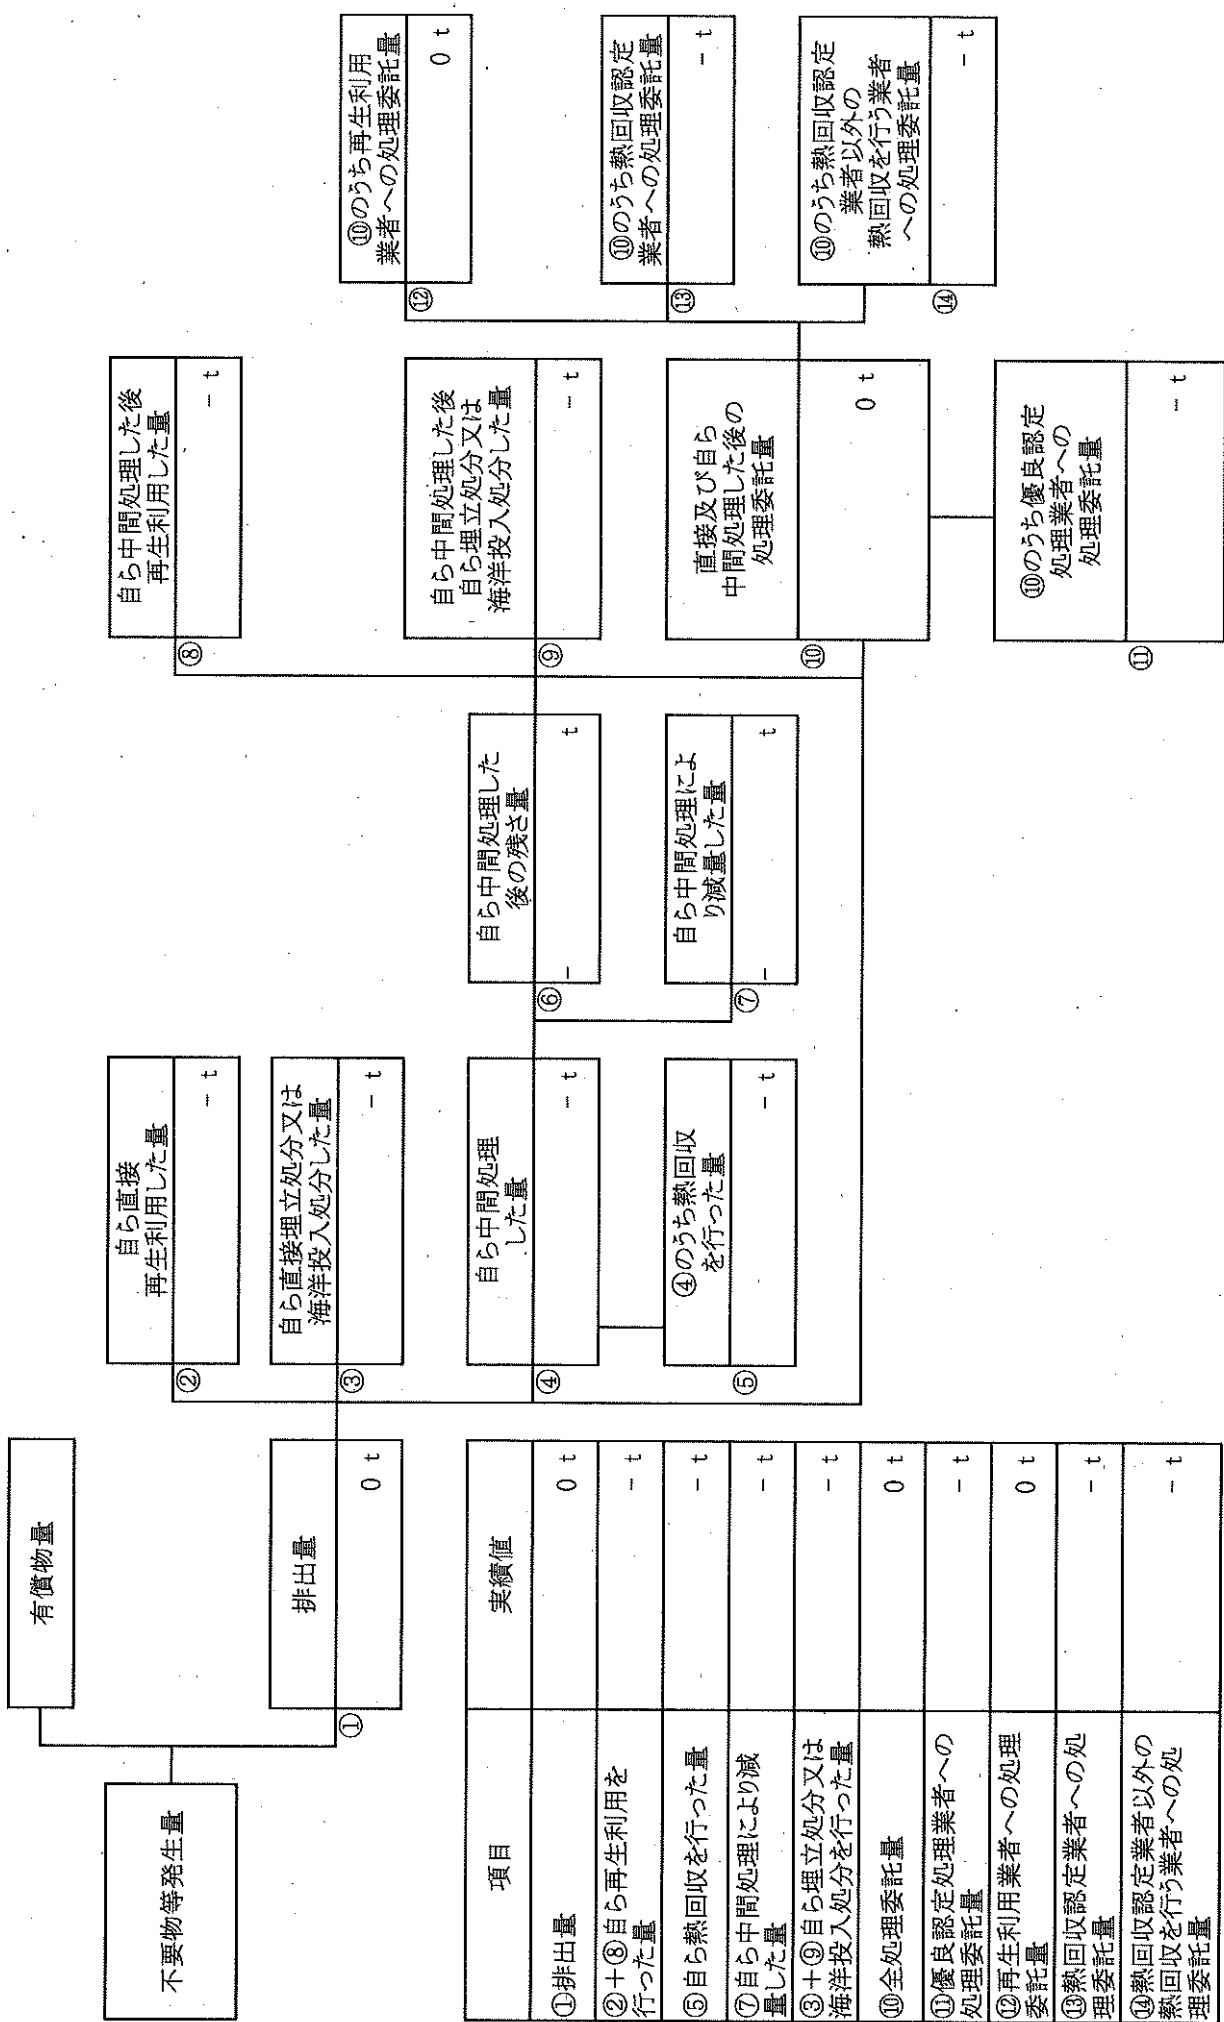 有償物量
不要物等発生量
排出量
①
0 t
自ら直接
再生利用した量
②
- t
自ら直接埋立処分又は
海洋投入処分した量
③
- t
自ら中間処理
した量
④
- t
④のうち熱回収
を行った量
⑤
- t
自ら中間処理した
後の残さ量
⑥
- t
自ら中間処理によ
り減量した量
⑦
- t
自ら中間処理した後
再生利用した量
⑧
- t
自ら中間処理した後
自ら埋立処分又は
海洋投入処分した量
⑨
- t
直接及び自ら
中間処理した後の
処理委託量
⑩
0 t
⑩のうち優良認定
処理業者への
処理委託量
⑪
- t
⑩のうち再生利用
業者への処理委託量
⑫
0 t
⑩のうち熱回収認定
業者への処理委託量
⑬
- t
⑩のうち熱回収認定
業者以外の
熱回収を行う業者
への処理委託量
⑭
- t
項目 実績値
①排出量 0 t
②+⑧自ら再生利用を
行った量 - t
⑤自ら熱回収を行った量 - t
⑦自ら中間処理により減
量した量 - t
③+⑨自ら埋立処分又は
海洋投入処分を行った量 - t
⑩全処理委託量 0 t
⑪優良認定処理業者への
処理委託量 - t
⑫再生利用業者への処理
委託量 0 t
⑬熱回収認定業者への処
理委託量 - t
⑭熱回収認定業者以外の
熱回収を行う業者への処
理委託量 - t